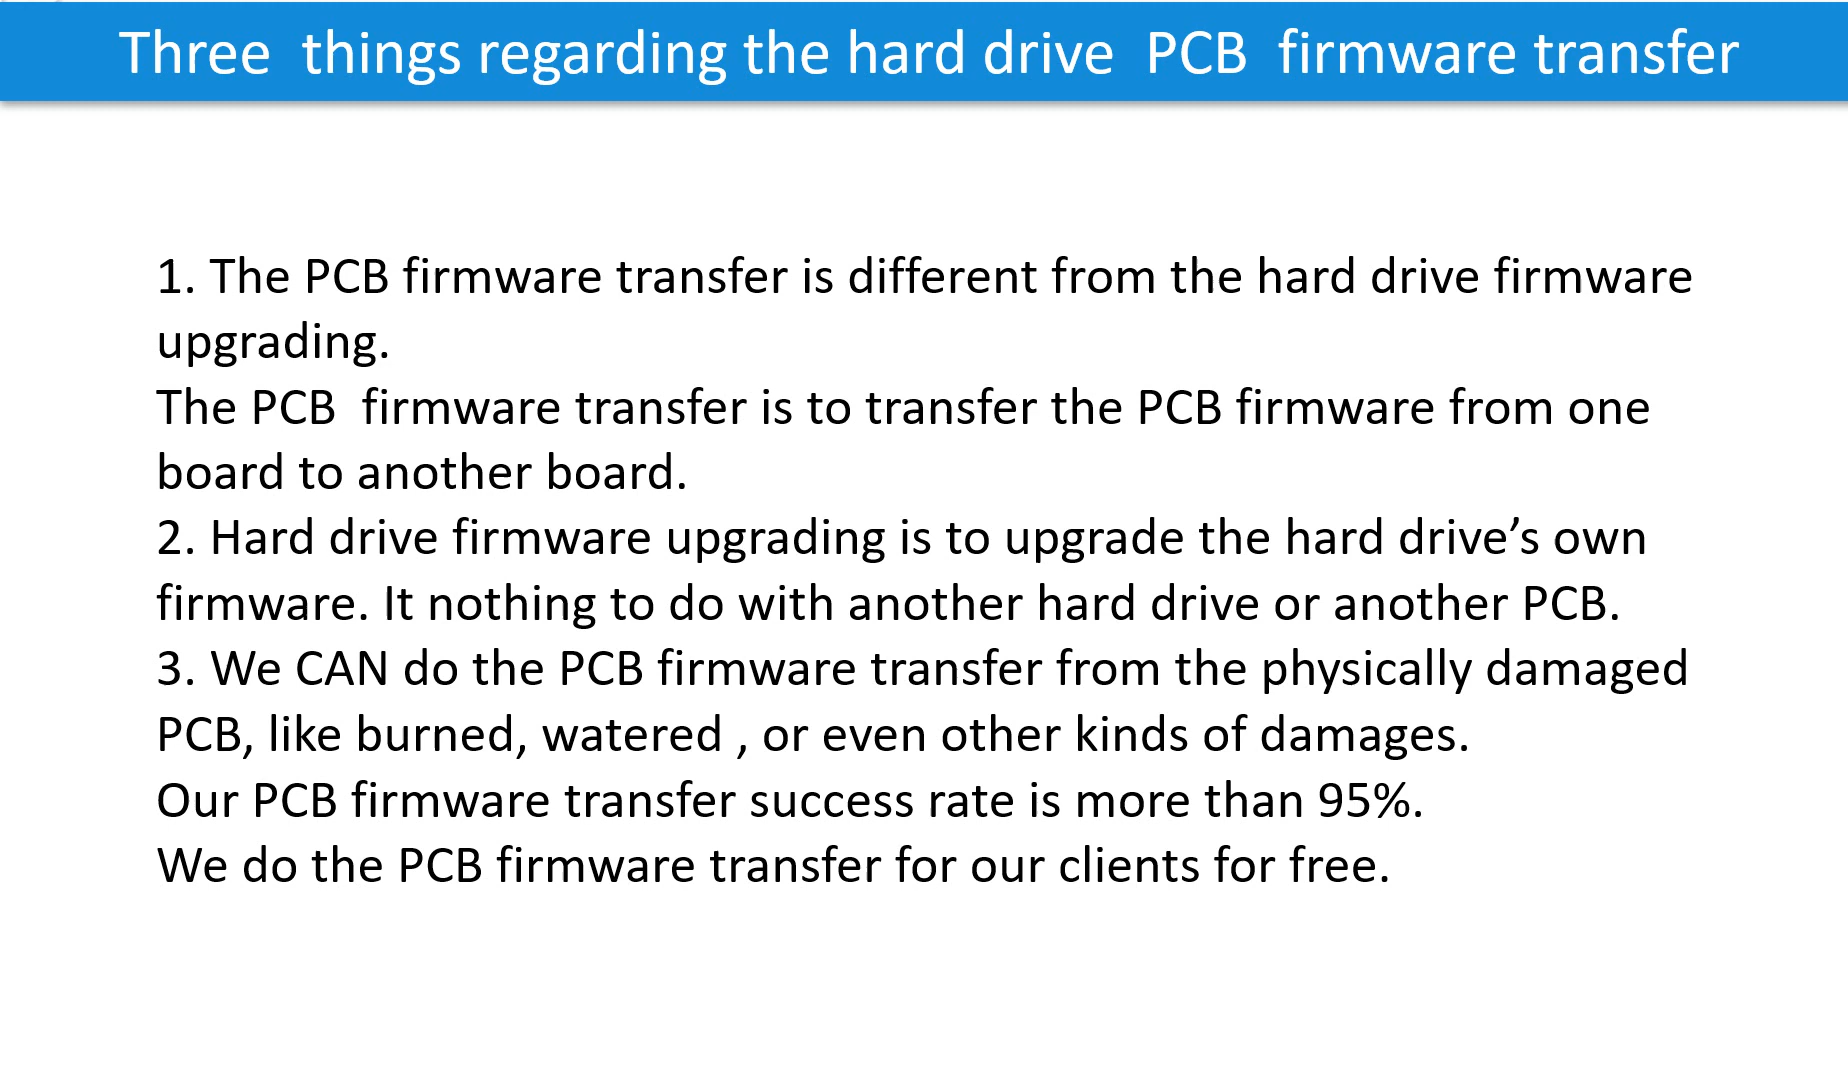 Three things regarding the hard drive PCB firmware transfer
1. The PCB firmware transfer is different from the hard drive firmware
upgrading.
The PCB firmware transfer is to transfer the PCB firmware from one
board to another board.
2. Hard drive firmware upgrading is to upgrade the hard drive’s own
firmware. It nothing to do with another hard drive or another PCB.
3. We CAN do the PCB firmware transfer from the physically damaged
PCB, like burned, watered , or even other kinds of damages.
Our PCB firmware transfer success rate is more than 95%.
We do the PCB firmware transfer for our clients for free.